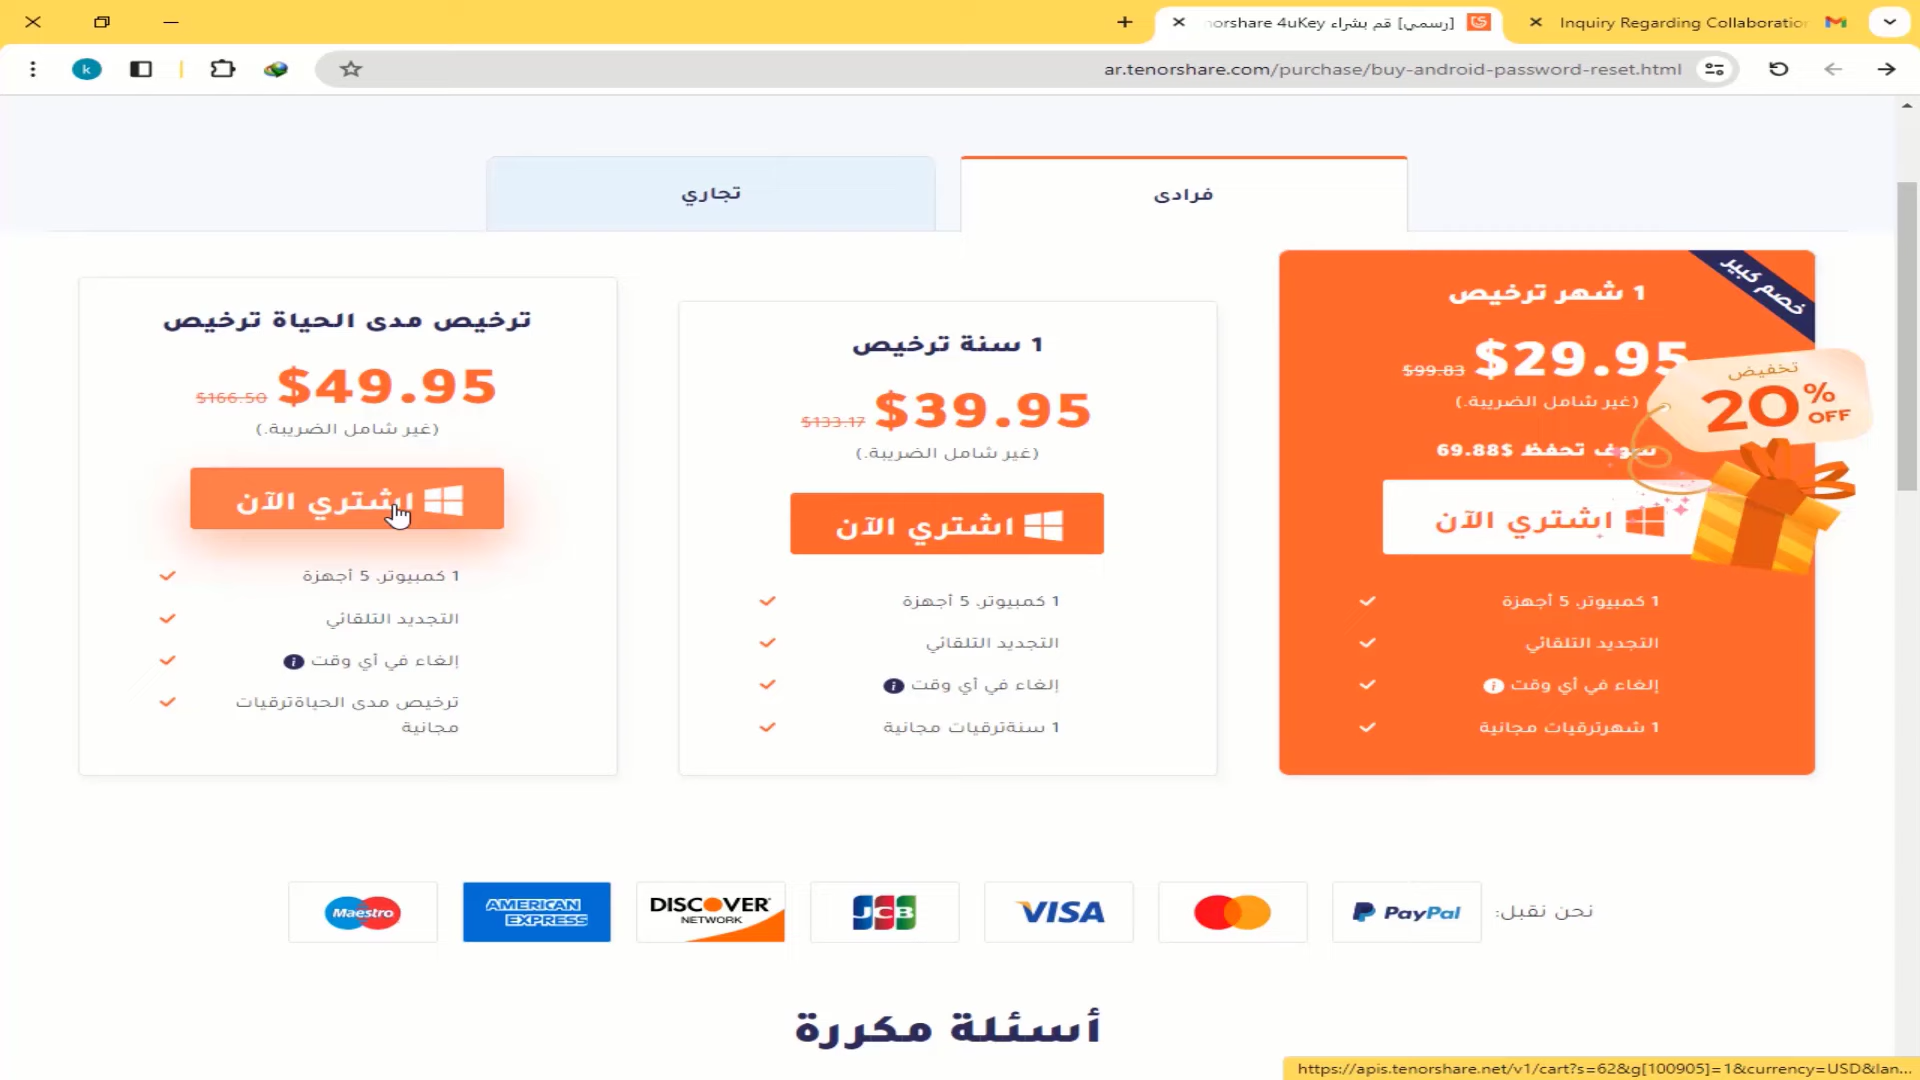 Inquiry Regarding Collaboratio
[رسمي] قم بشراء Tenorshare 4uKey
ar.tenorshare.com/purchase/buy-android-password-reset.html
k
فرادى
تجاري
خصم كبير
1 شهر ترخيص
$29.95 $99.83
(غير شامل الضريبة.)
سوف تحفظ $69.88
اشتري الآن
1 كمبيوتر، 5 أجهزة
التجديد التلقائي
إلغاء في أي وقت
1 شهرترقيات مجانية
تخفيض
20% OFF
1 سنة ترخيص
$39.95 $133.17
(غير شامل الضريبة.)
اشتري الآن
1 كمبيوتر، 5 أجهزة
التجديد التلقائي
إلغاء في أي وقت
1 سنةترقيات مجانية
ترخيص مدى الحياة ترخيص
$49.95 $166.50
(غير شامل الضريبة.)
اشتري الآن
1 كمبيوتر، 5 أجهزة
التجديد التلقائي
إلغاء في أي وقت
ترخيص مدى الحياةترقيات
مجانية
نحن نقبل:
PayPal
VISA
JCB
DISCOVER
NETWORK
AMERICAN
EXPRESS
Maestro
أسئلة مكررة
https://apis.tenorshare.net/v1/cart?s=62&g[100905]=1&currency=USD&lan...